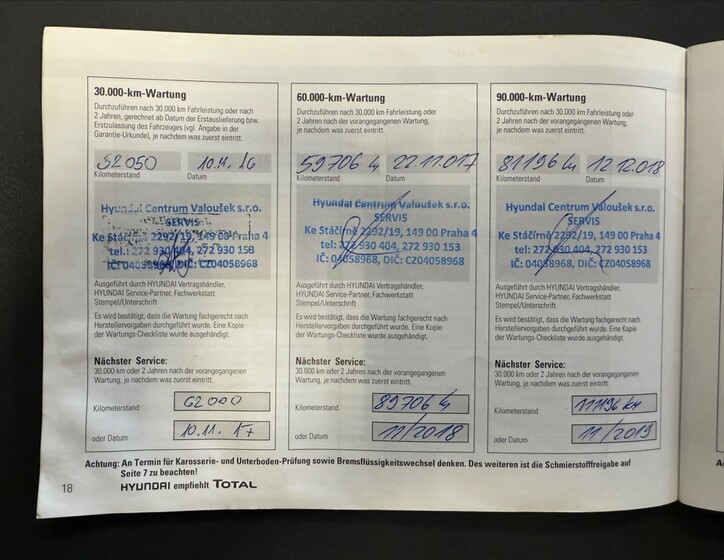 30.000-km-Wartung
Durchzuführen nach 30.000 km Fahrleistung oder nach
2 Jahren, gerechnet ab Datum der Erstauslieferung bzw.
Erstzulassung des Fahrzeuges (vgl. Angabe in der
Garantie-Urkunde), je nachdem was zuerst eintritt.
32050 10.11.16
Kilometerstand Datum
Hyundai Centrum Valoušek s.r.o.
SERVIS
Ke Stáčírně 2292/19, 149 00 Praha 4
tel.: 272 930 404, 272 930 153
IČ: 04058968, DIČ: CZ04058968
Ausgeführt durch HYUNDAI Vertragshändler,
HYUNDAI Service-Partner, Fachwerkstatt
Stempel/Unterschrift
Es wird bestätigt, dass die Wartung fachgerecht nach
Herstellervorgaben durchgeführt wurde. Eine Kopie
der Wartungs-Checkliste wurde ausgehändigt.
Nächster Service:
30.000 km oder 2 Jahren nach der vorangegangenen
Wartung, je nachdem was zuerst eintritt.
Kilometerstand 62000
oder Datum 10.11.17
60.000-km-Wartung
Durchzuführen nach 30.000 km Fahrleistung oder
2 Jahren nach der vorangegangenen Wartung,
je nachdem was zuerst eintritt.
59706 22.11.2017
Kilometerstand Datum
Hyundai Centrum Valoušek s.r.o.
SERVIS
Ke Stáčírně 2292/19, 149 00 Praha 4
tel: 272 930 404, 272 930 153
IČ: 04058968, DIČ: CZ04058968
Ausgeführt durch HYUNDAI Vertragshändler,
HYUNDAI Service-Partner, Fachwerkstatt
Stempel/Unterschrift
Es wird bestätigt, dass die Wartung fachgerecht nach
Herstellervorgaben durchgeführt wurde. Eine Kopie
der Wartungs-Checkliste wurde ausgehändigt.
Nächster Service:
30.000 km oder 2 Jahren nach der vorangegangenen
Wartung, je nachdem was zuerst eintritt.
Kilometerstand 89706
oder Datum 11/2018
90.000-km-Wartung
Durchzuführen nach 30.000 km Fahrleistung oder
2 Jahren nach der vorangegangenen Wartung,
je nachdem was zuerst eintritt.
81196 12.12.2018
Kilometerstand Datum
Hyundai Centrum Valoušek s.r.o.
SERVIS
Ke Stáčírně 2292/19, 149 00 Praha 4
tel: 272 930 404, 272 930 153
IČ: 04058968, DIČ: CZ04058968
Ausgeführt durch HYUNDAI Vertragshändler,
HYUNDAI Service-Partner, Fachwerkstatt
Stempel/Unterschrift
Es wird bestätigt, dass die Wartung fachgerecht nach
Herstellervorgaben durchgeführt wurde. Eine Kopie
der Wartungs-Checkliste wurde ausgehändigt.
Nächster Service:
30.000 km oder 2 Jahren nach der vorangegangenen
Wartung, je nachdem was zuerst eintritt.
Kilometerstand 111196 km
oder Datum 11/2019
Achtung: An Termin für Karosserie- und Unterboden-Prüfung sowie Bremsflüssigkeitswechsel denken. Des weiteren ist die Schmierstofffreigabe auf
Seite 7 zu beachten!
18 HYUNDAI empfiehlt TOTAL